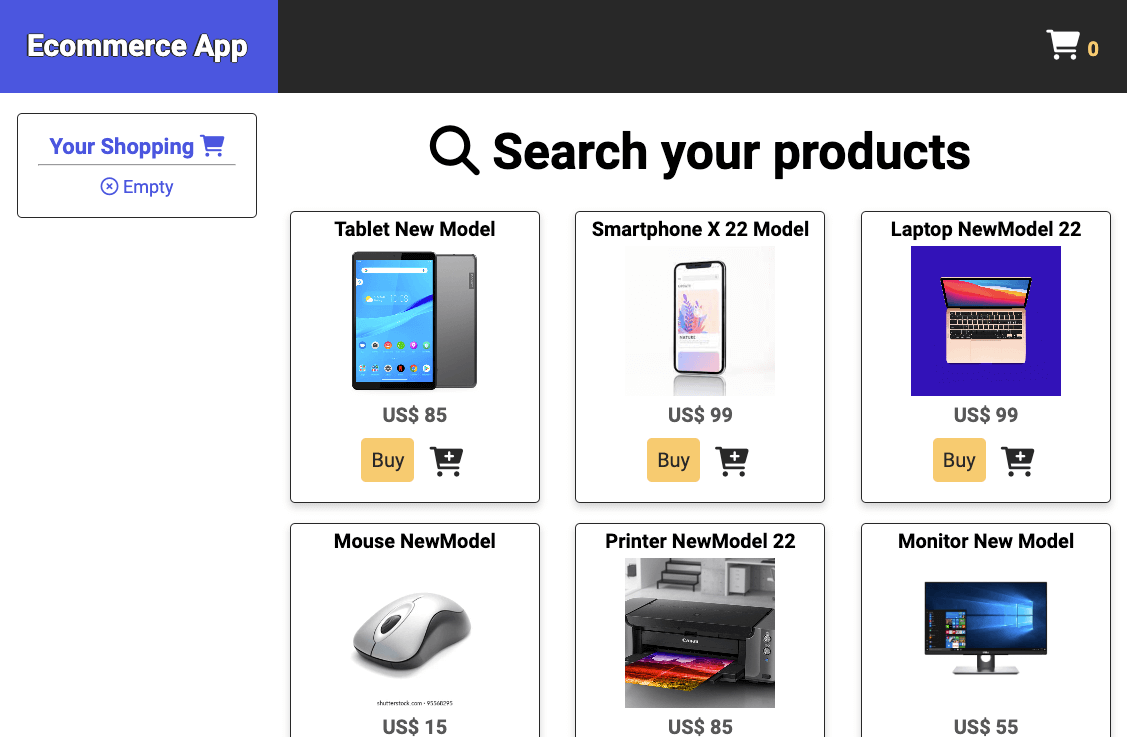 Ecommerce App
0
Your Shopping
Empty
Search your products
Tablet New Model
US$ 85
Buy
Smartphone X 22 Model
US$ 99
Buy
Laptop NewModel 22
US$ 99
Buy
Mouse NewModel
shutterstock.com • 95560295
US$ 15
Printer NewModel 22
Canon
US$ 85
Monitor New Model
US$ 55